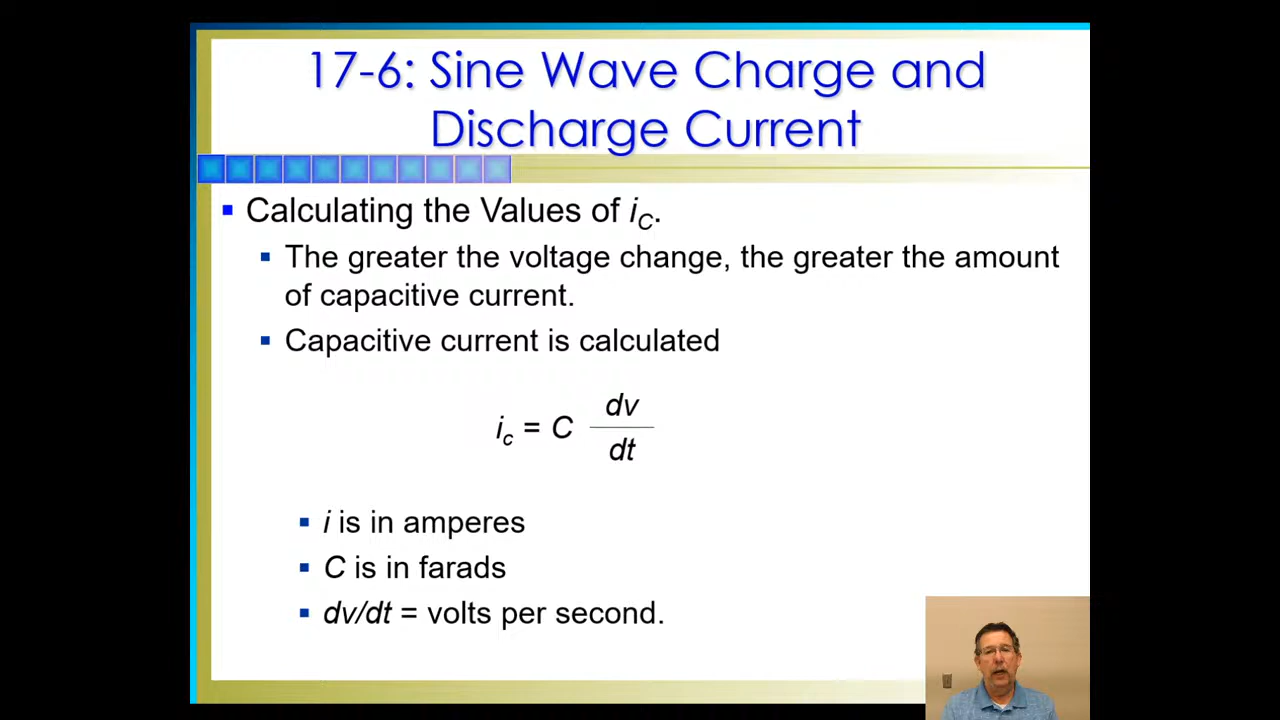 17-6: Sine Wave Charge and
Discharge Current
Calculating the Values of iC.
The greater the voltage change, the greater the amount
of capacitive current.
Capacitive current is calculated
ic = C dv/dt
i is in amperes
C is in farads
dv/dt = volts per second.